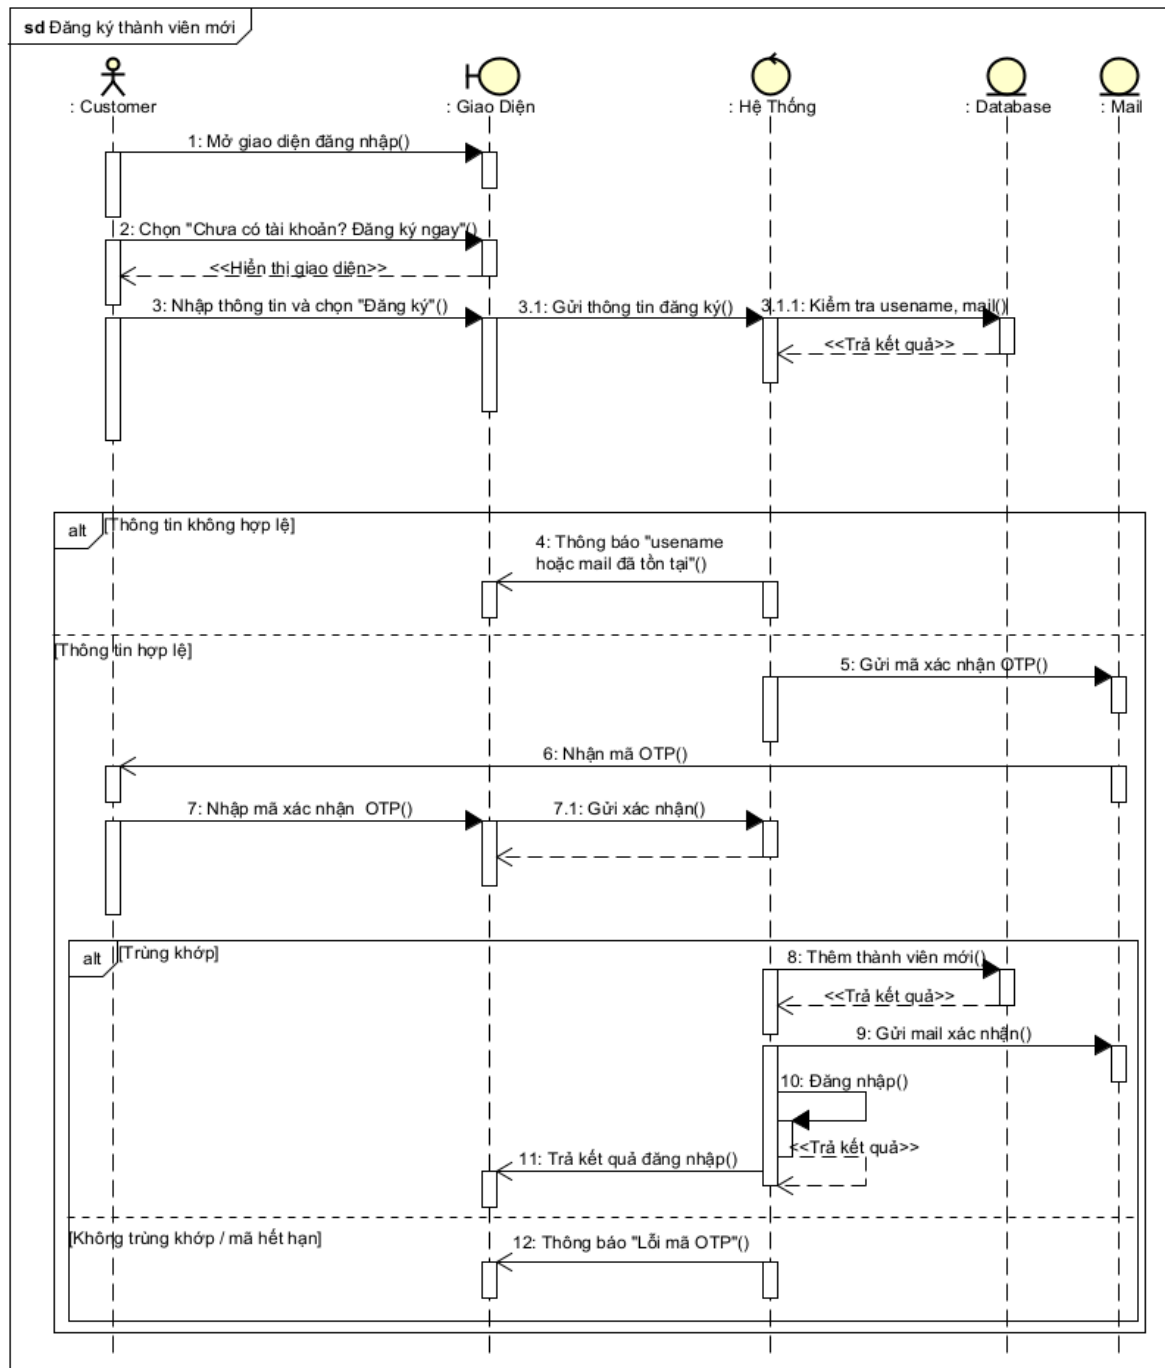 sd Đăng ký thành viên mới
: Customer
: Giao Diện
: Hệ Thống
: Database
: Mail
1: Mở giao diện đăng nhập()
2: Chọn "Chưa có tài khoản? Đăng ký ngay"()
<<Hiển thị giao diện>>
3: Nhập thông tin và chọn "Đăng ký"()
3.1: Gửi thông tin đăng ký()
3.1.1: Kiểm tra usename, mail()
<<Trả kết quả>>
alt
[Thông tin không hợp lệ]
4: Thông báo "usename
hoặc mail đã tồn tại"()
[Thông tin hợp lệ]
5: Gửi mã xác nhận OTP()
6: Nhận mã OTP()
7: Nhập mã xác nhận OTP()
7.1: Gửi xác nhận()
alt
[Trùng khớp]
8: Thêm thành viên mới()
<<Trả kết quả>>
9: Gửi mail xác nhận()
10: Đăng nhập()
<<Trả kết quả>>
11: Trả kết quả đăng nhập()
[Không trùng khớp / mã hết hạn]
12: Thông báo "Lỗi mã OTP"()